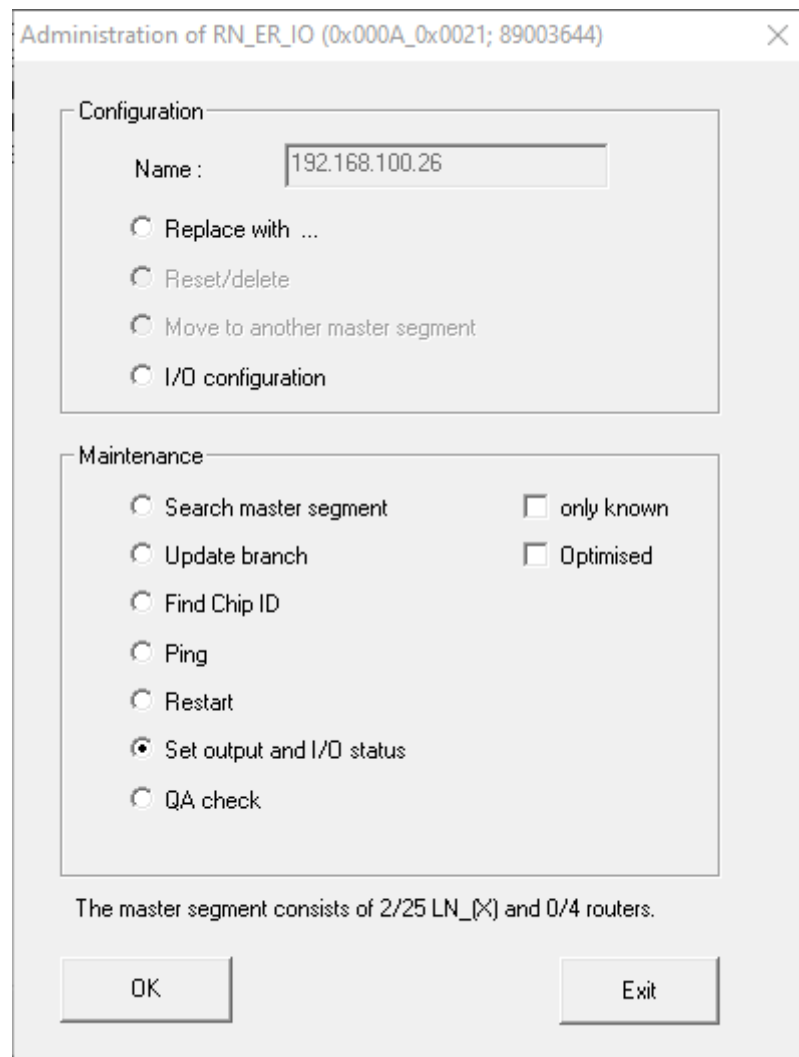 Administration of RN_ER_IO (0x000A_0x0021; 89003644)
Configuration
Name :
192.168.100.26
Replace with ...
Reset/delete
Move to another master segment
I/O configuration
Maintenance
Search master segment
only known
Update branch
Optimised
Find Chip ID
Ping
Restart
Set output and I/O status
QA check
The master segment consists of 2/25 LN_(X) and 0/4 routers.
OK
Exit